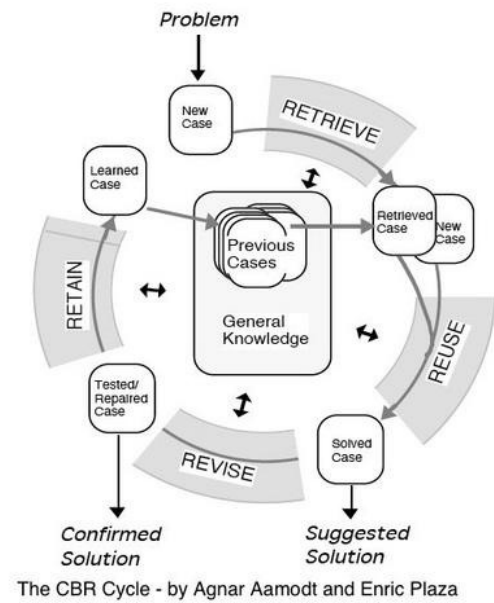 Problem
New
Case
RETRIEVE
Learned
Case
Previous
Cases
General
Knowledge
Retrieved
Case
New
Case
RETAIN
REUSE
Tested/
Repaired
Case
REVISE
Solved
Case
Confirmed
Solution
Suggested
Solution
The CBR Cycle - by Agnar Aamodt and Enric Plaza